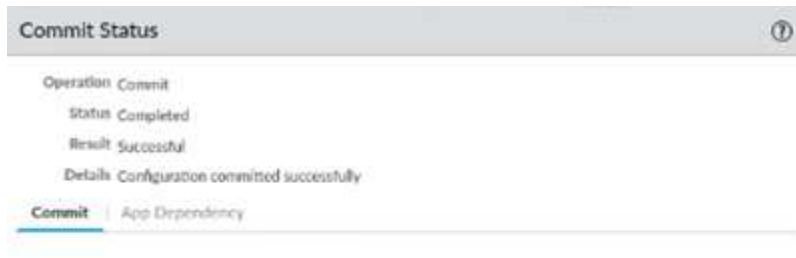 Commit Status
Operation Commit
Status Completed
Result Successful
Details Configuration committed successfully
Commit | App Dependency